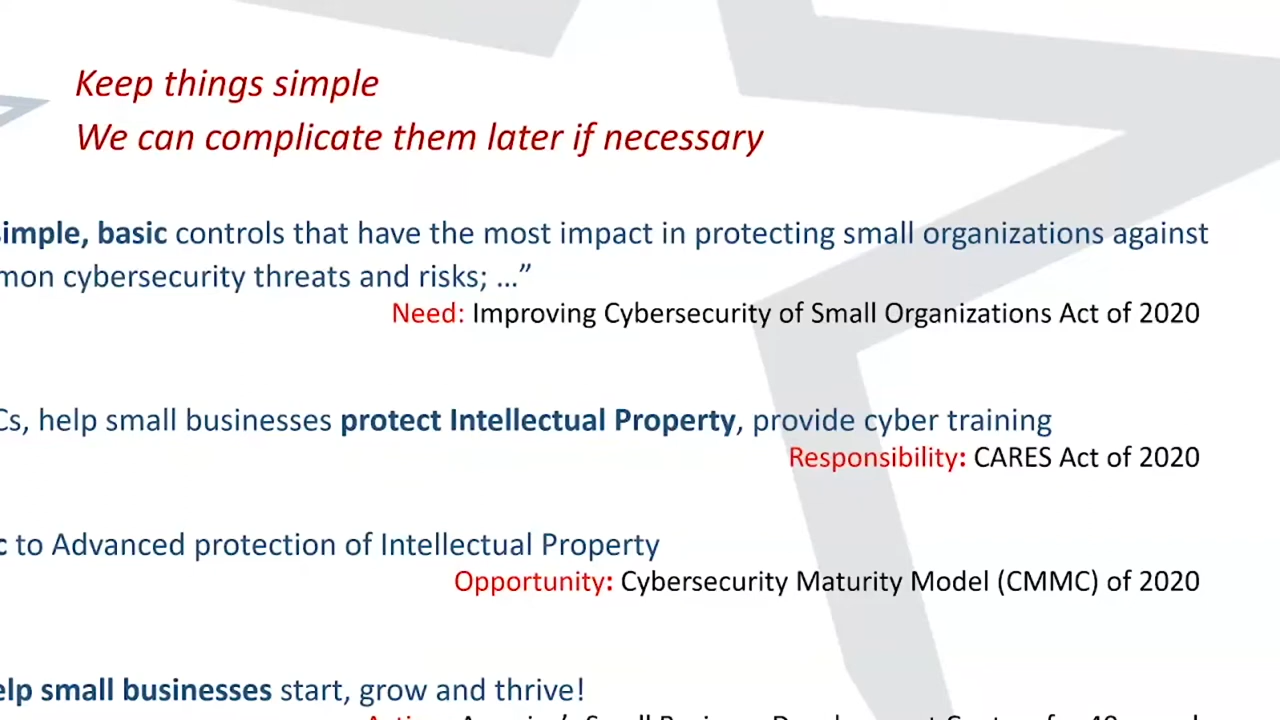 Keep things simple
We can complicate them later if necessary
simple, basic controls that have the most impact in protecting small organizations against
mon cybersecurity threats and risks; …”
Need: Improving Cybersecurity of Small Organizations Act of 2020
Cs, help small businesses protect Intellectual Property, provide cyber training
Responsibility: CARES Act of 2020
c to Advanced protection of Intellectual Property
Opportunity: Cybersecurity Maturity Model (CMMC) of 2020
elp small businesses start, grow and thrive!